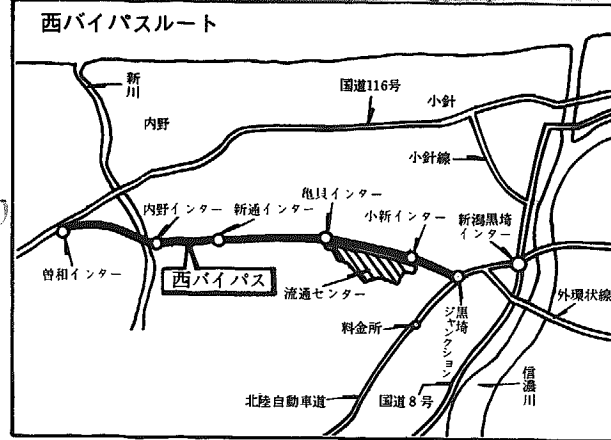 西バイパスルート
新川
国道116号
小針
内野
小針線
亀貝インター
内野インター
新通インター
小新インター
新潟黒埼インター
曽和インター
西バイパス
流通センター
外環状線
料金所
黒埼ジャンクション
信濃川
北陸自動車道
国道8号